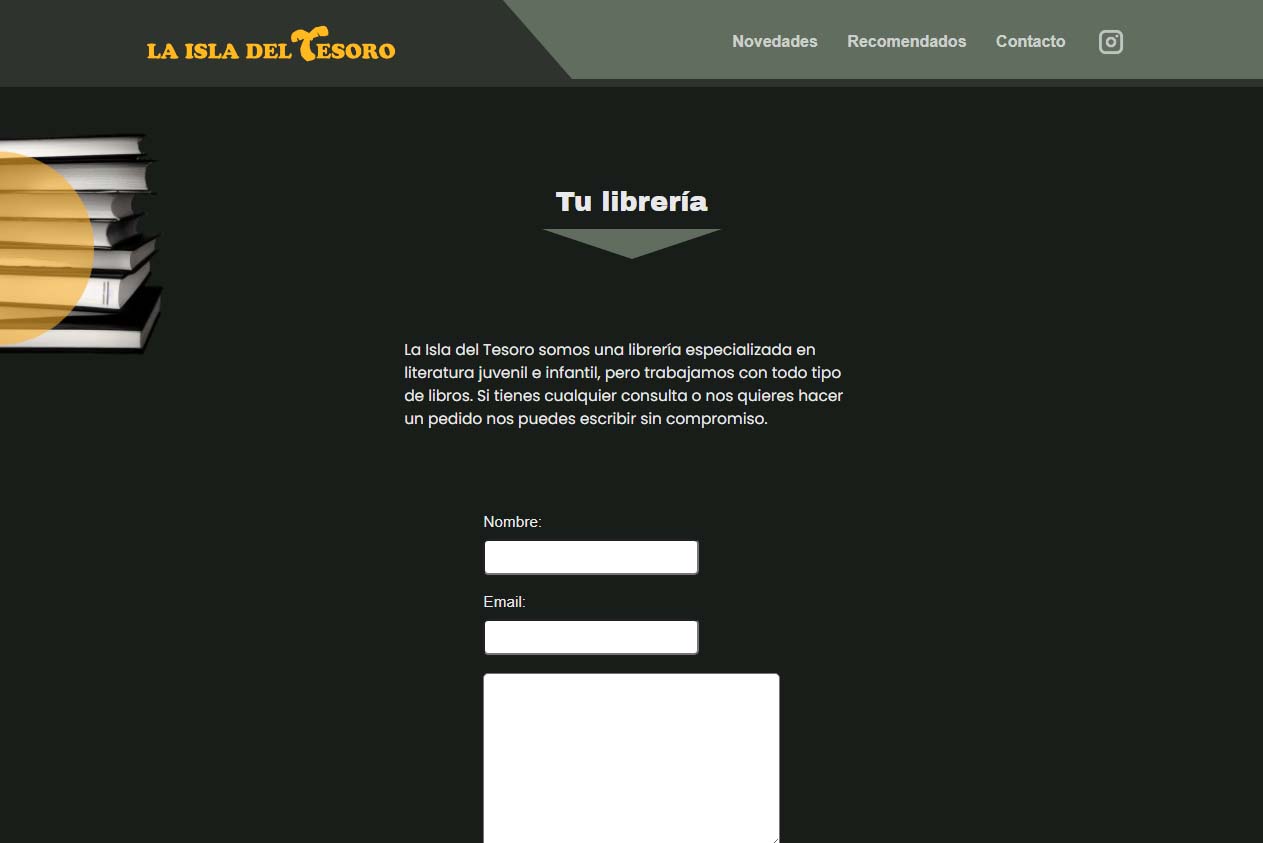 LA ISLA DEL TESORO
Novedades Recomendados Contacto
Tu librería
La Isla del Tesoro somos una librería especializada en
literatura juvenil e infantil, pero trabajamos con todo tipo
de libros. Si tienes cualquier consulta o nos quieres hacer
un pedido nos puedes escribir sin compromiso.
Nombre:
Email: